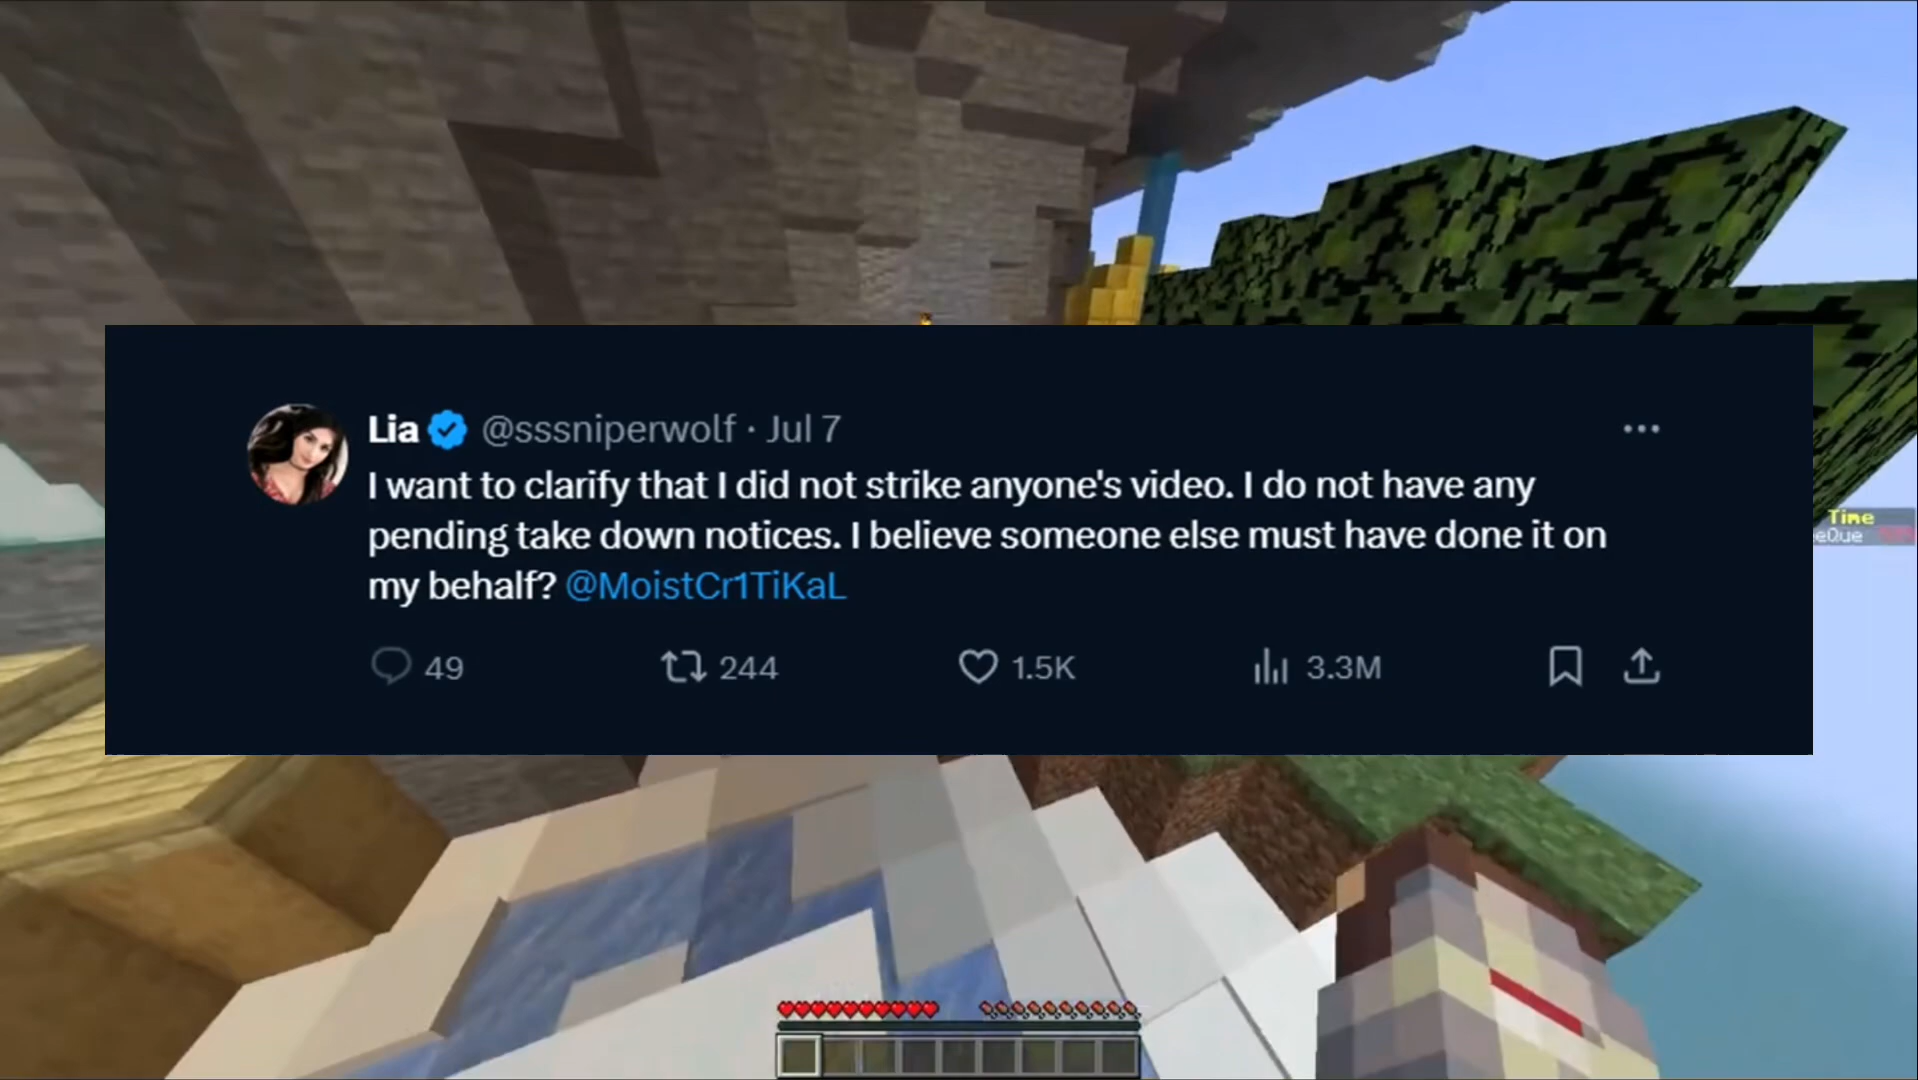 Lia @sssniperwolf · Jul 7
I want to clarify that I did not strike anyone's video. I do not have any
pending take down notices. I believe someone else must have done it on
my behalf? @MoistCr1TiKaL
49 244 1.5K 3.3M
Time
eQue